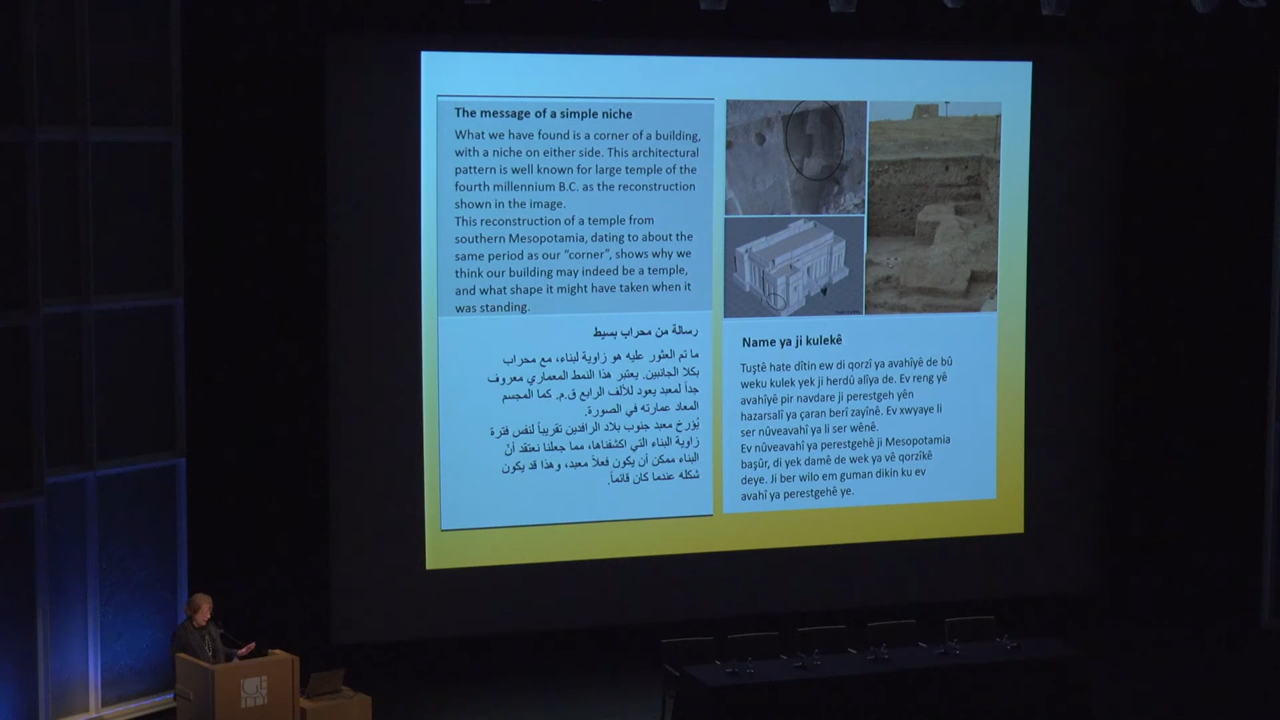 The message of a simple niche
What we have found is a corner of a building,
with a niche on either side. This architectural
pattern is well known for large temple of the
fourth millennium B.C. as the reconstruction
shown in the image.
This reconstruction of a temple from
southern Mesopotamia, dating to about the
same period as our “corner”, shows why we
think our building may indeed be a temple,
and what shape it might have taken when it
was standing.
رسالة من محراب بسيط
ما تم العثور عليه هو زاوية لبناء، مع محراب
بكلا الجانبين. يعتبر هذا النمط المعماري معروف
جداً لمعبد يعود للألف الرابع ق.م. كما المجسم
المعاد عمارته في الصورة.
يُؤرخ معبد جنوب بلاد الرافدين تقريباً لنفس فترة
زاوية البناء التي اكشفناها، مما جعلنا نعتقد أنّ
البناء ممكن أن يكون فعلاً معبد، وهذا قد يكون
شكله عندما كان قائماً.
Name ya ji kulekê
Tuştê hate dîtin ew di qorzî ya avahîyê de bû
weku kulek yek ji herdû alîya de. Ev reng yê
avahîyê pir navdare ji perestgeh yên
hazarsalî ya çaran berî zayînê. Ev xwyaye li
ser nûveavahî ya li ser wênê.
Ev nûveavahî ya perestgehê ji Mesopotamia
başûr, di yek damê de wek ya vê qorzîkê
deye. Ji ber wilo em guman dikin ku ev
avahî ya perestgehê ye.